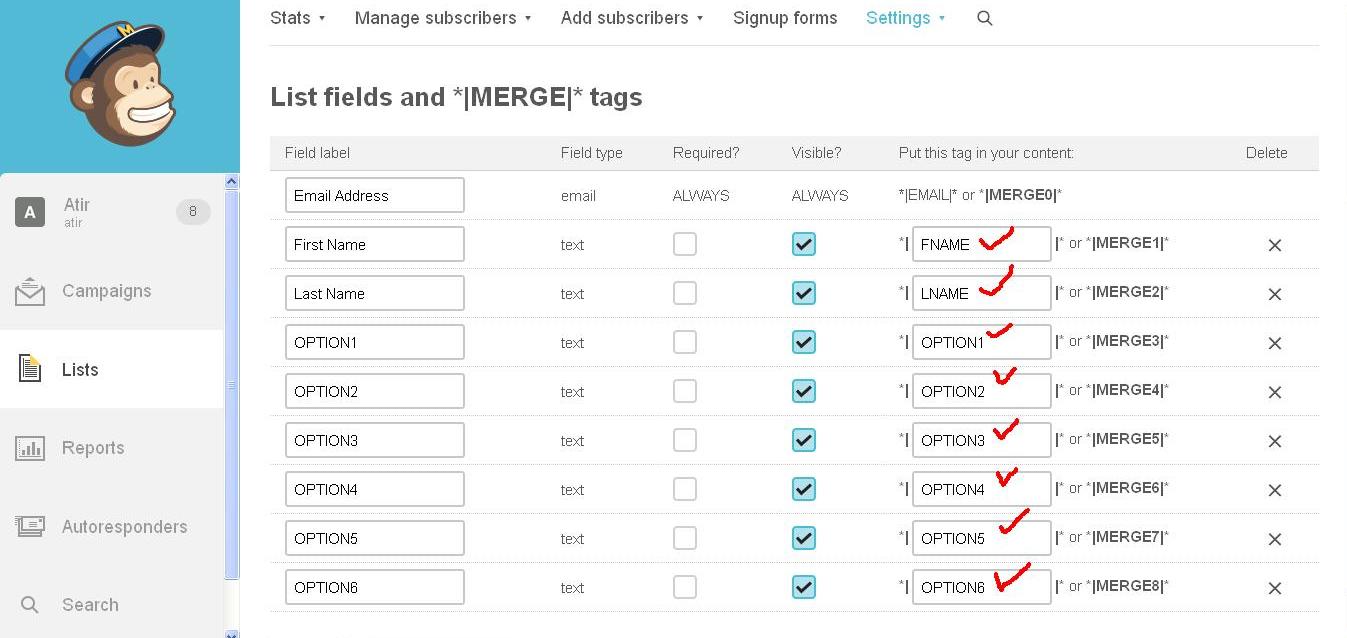 Stats Manage subscribers Add subscribers Signup forms Settings
List fields and *|MERGE|* tags
Field label Field type Required? Visible? Put this tag in your content: Delete
Email Address email ALWAYS ALWAYS *|EMAIL|* or *|MERGE0|*
First Name text *| FNAME |* or *|MERGE1|*
Last Name text *| LNAME |* or *|MERGE2|*
OPTION1 text *| OPTION1 |* or *|MERGE3|*
OPTION2 text *| OPTION2 |* or *|MERGE4|*
OPTION3 text *| OPTION3 |* or *|MERGE5|*
OPTION4 text *| OPTION4 |* or *|MERGE6|*
OPTION5 text *| OPTION5 |* or *|MERGE7|*
OPTION6 text *| OPTION6 |* or *|MERGE8|*
M
A Atir 8
atir
Campaigns
Lists
Reports
Autoresponders
Search